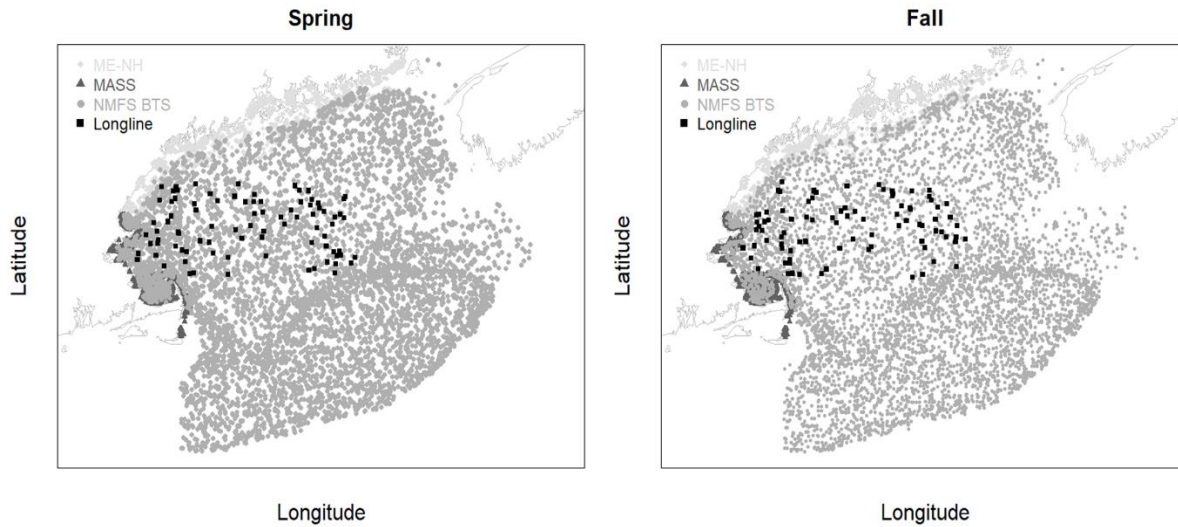 Spring
ME-NH
MASS
NMFS BTS
Longline
Latitude
Longitude
Fall
ME-NH
MASS
NMFS BTS
Longline
Latitude
Longitude